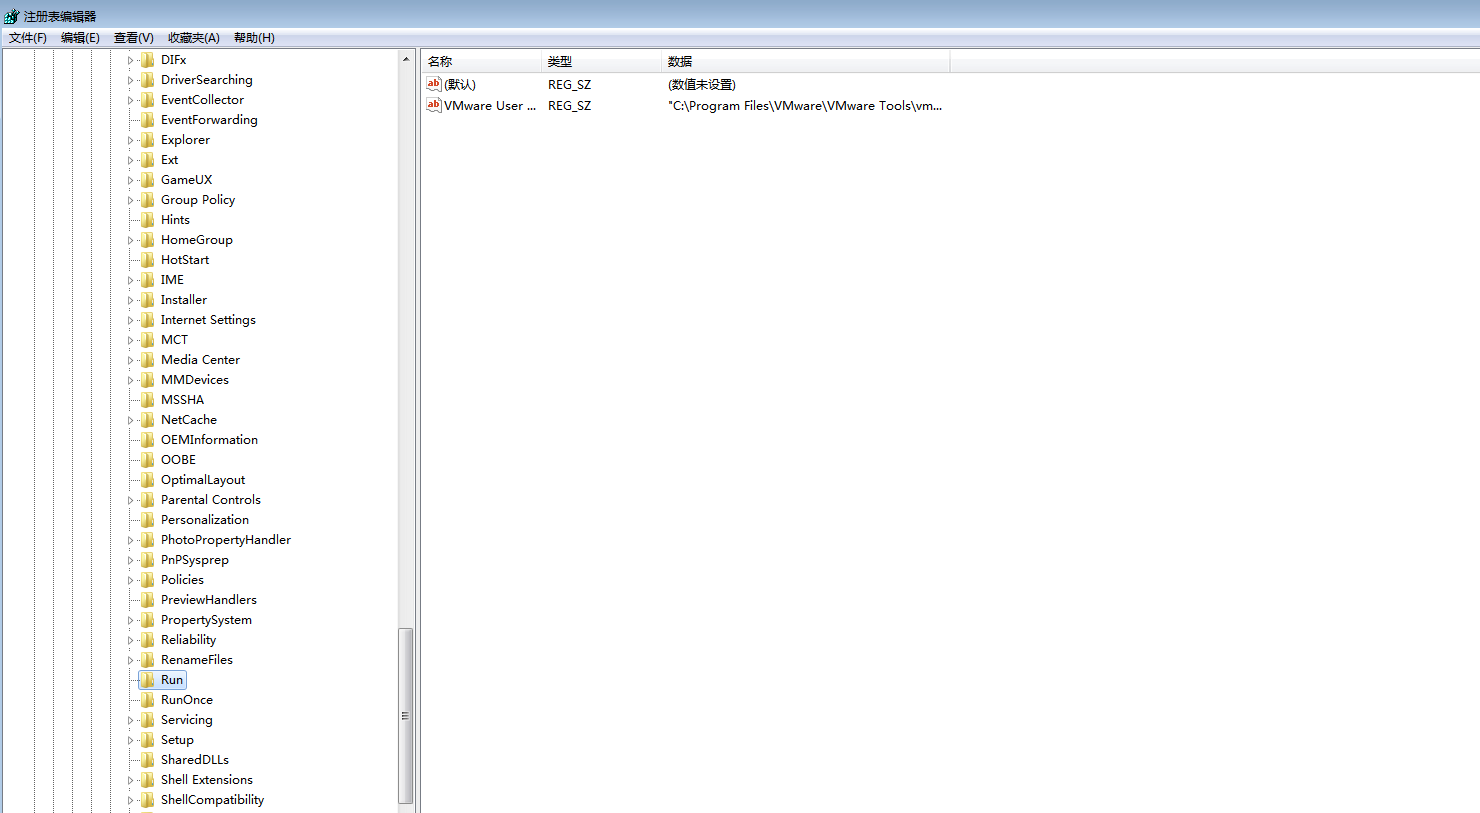 注册表编辑器
文件(F) 编辑(E) 查看(V) 收藏夹(A) 帮助(H)
DIFx
DriverSearching
EventCollector
EventForwarding
Explorer
Ext
GameUX
Group Policy
Hints
HomeGroup
HotStart
IME
Installer
Internet Settings
MCT
Media Center
MMDevices
MSSHA
NetCache
OEMInformation
OOBE
OptimalLayout
Parental Controls
Personalization
PhotoPropertyHandler
PnPSysprep
Policies
PreviewHandlers
PropertySystem
Reliability
RenameFiles
Run
RunOnce
Servicing
Setup
SharedDLLs
Shell Extensions
ShellCompatibility
名称 类型 数据
ab (默认) REG_SZ (数值未设置)
ab VMware User ... REG_SZ "C:\Program Files\VMware\VMware Tools\vm...